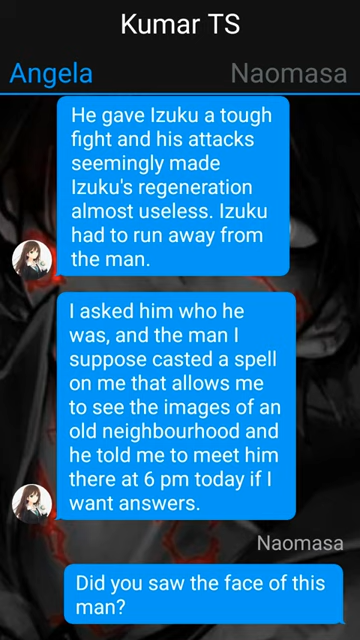 Kumar TS
Angela
Naomasa
He gave Izuku a tough
fight and his attacks
seemingly made
Izuku's regeneration
almost useless. Izuku
had to run away from
the man.
I asked him who he
was, and the man I
suppose casted a spell
on me that allows me
to see the images of an
old neighbourhood and
he told me to meet him
there at 6 pm today if I
want answers.
Naomasa
Did you saw the face of this
man?